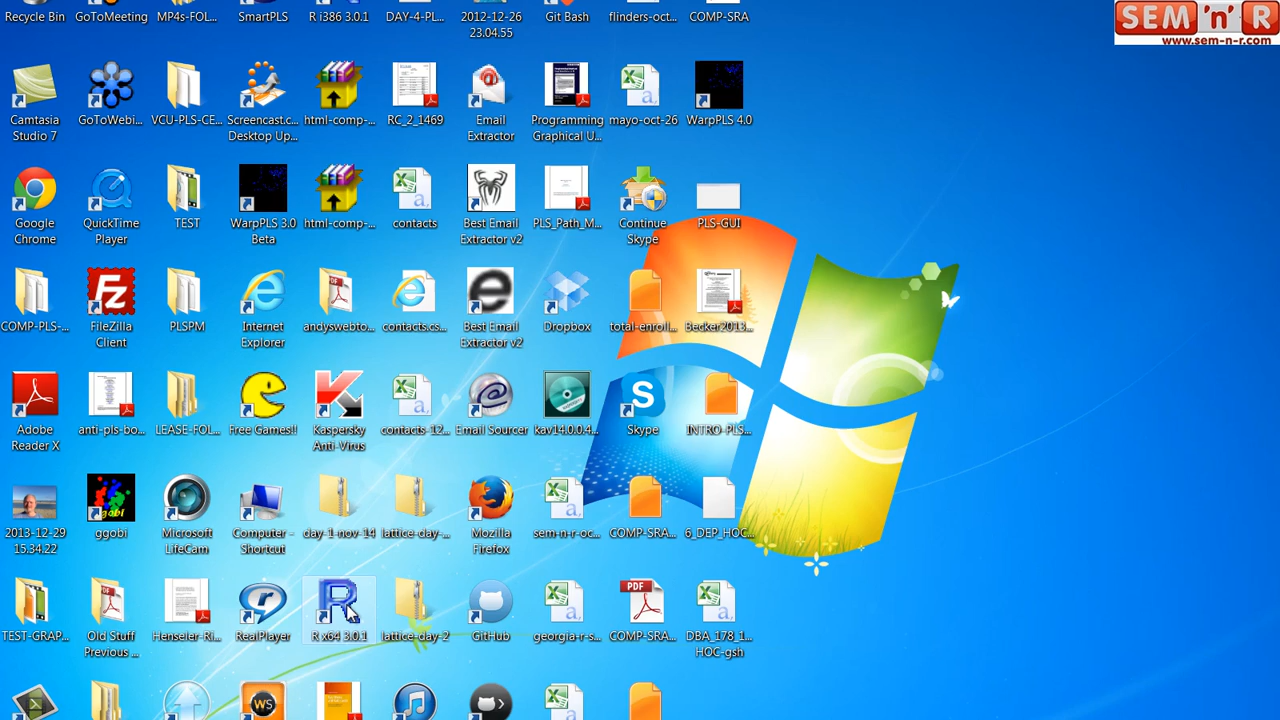 Recycle Bin
GoToMeeting
MP4s-FOL...
SmartPLS
R i386 3.0.1
DAY-4-PL...
2012-12-26
23.04.55
Git Bash
flinders-oct...
COMP-SRA
SEM 'n' R
www.sem-n-r.com
Camtasia
Studio 7
GoToWebi...
VCU-PLS-CE...
Screencast.c...
Desktop Up...
html-comp-...
RC_2_1469
Email
Extractor
Programming
Graphical U...
mayo-oct-26
WarpPLS 4.0
Google
Chrome
QuickTime
Player
TEST
WarpPLS 3.0
Beta
html-comp-...
contacts
Best Email
Extractor v2
PLS_Path_M...
Continue
Skype
PLS-GUI
COMP-PLS-...
FileZilla
Client
PLSPM
Internet
Explorer
andyswebto...
contacts.cs...
Best Email
Extractor v2
Dropbox
total-enroll...
Becker2013...
Adobe
Reader X
anti-pls-bo...
LEASE-FOL...
Free Games!!
Kaspersky
Anti-Virus
contacts-12...
Email Sourcer
kav14.0.0.4...
Skype
INTRO-PLS...
2013-12-29
15.34.22
ggobi
ggobi
Microsoft
LifeCam
Computer -
Shortcut
day-1-nov-14
lattice-day-...
Mozilla
Firefox
sem-n-r-oc...
COMP-SRA...
6_DEP_HOC...
TEST-GRAP...
Old Stuff
Previous ...
Henseler-Ri...
RealPlayer
R x64 3.0.1
lattice-day-2
GitHub
georgia-r-s...
PDF
COMP-SRA...
DBA_178_1...
HOC-gsh
WS